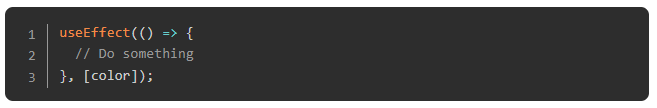 1 useEffect(() => {
2   // Do something
3 }, [color]);